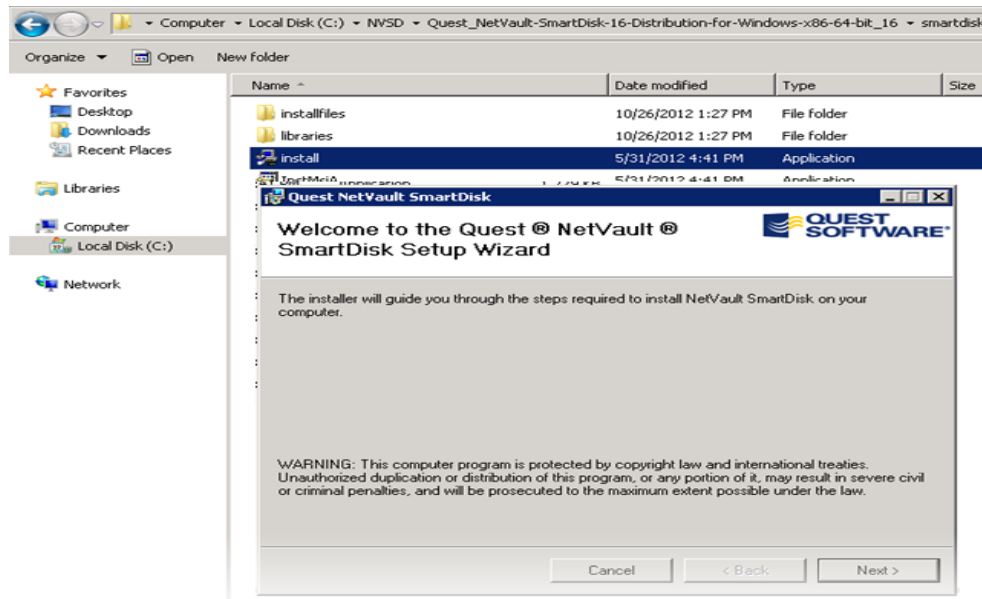 Computer Local Disk (C:) NVSD Quest_NetVault-SmartDisk-16-Distribution-for-Windows-x86-64-bit_16 smartdisk
Organize Open New folder
Name Date modified Type Size
Favorites
Desktop
Downloads
Recent Places
Libraries
Computer
Local Disk (C:)
Network
installfiles 10/26/2012 1:27 PM File folder
libraries 10/26/2012 1:27 PM File folder
install 5/31/2012 4:41 PM Application
5/31/2012 4:41 PM Application
Quest NetVault SmartDisk
Welcome to the Quest ® NetVault ®
SmartDisk Setup Wizard
QUEST
SOFTWARE
The installer will guide you through the steps required to install NetVault SmartDisk on your
computer.
WARNING: This computer program is protected by copyright law and international treaties.
Unauthorized duplication or distribution of this program, or any portion of it, may result in severe civil
or criminal penalties, and will be prosecuted to the maximum extent possible under the law.
Cancel < Back Next >